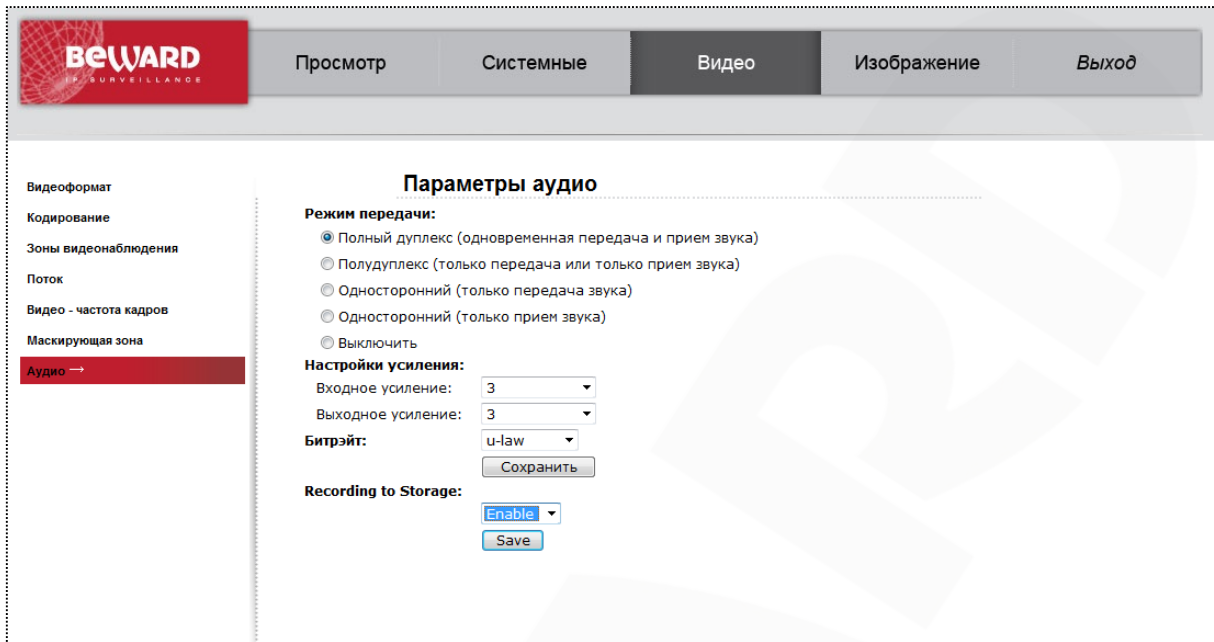 BEWARD
IP SURVEILLANCE
Просмотр
Системные
Видео
Изображение
Выход
Видеоформат
Кодирование
Зоны видеонаблюдения
Поток
Видео - частота кадров
Маскирующая зона
Аудио →
Параметры аудио
Режим передачи:
Полный дуплекс (одновременная передача и прием звука)
Полудуплекс (только передача или только прием звука)
Односторонний (только передача звука)
Односторонний (только прием звука)
Выключить
Настройки усиления:
Входное усиление: 3
Выходное усиление: 3
Битрэйт: u-law
Сохранить
Recording to Storage:
Enable
Save